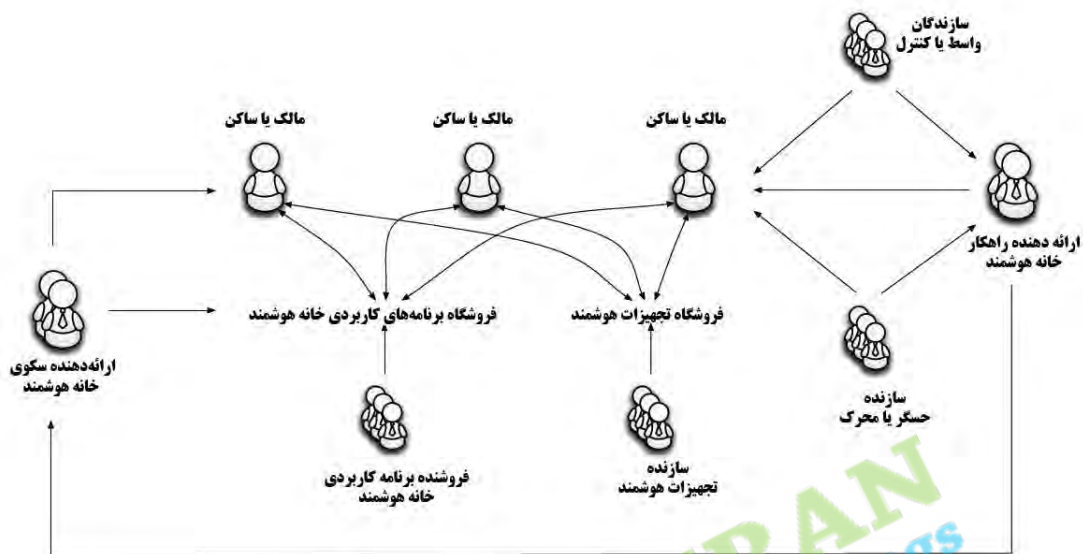 سازندگان
واسط یا کنترل
مالک یا ساکن
مالک یا ساکن
مالک یا ساکن
ارائه دهنده راهکار
خانه هوشمند
فروشگاه تجهیزات هوشمند
فروشگاه برنامه‌های کاربردی خانه هوشمند
ارائه‌دهنده سکوی
خانه هوشمند
سازنده
حسگر یا محرک
سازنده
تجهیزات هوشمند
فروشنده برنامه کاربردی
خانه هوشمند